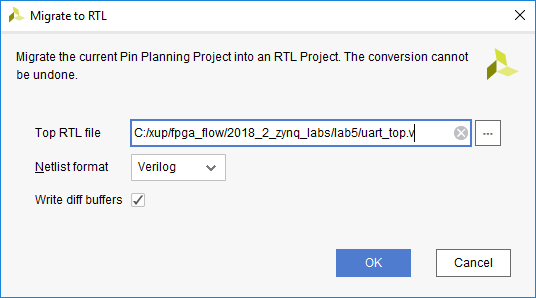 Migrate to RTL
Migrate the current Pin Planning Project into an RTL Project. The conversion cannot
be undone.
Top RTL file C:/xup/fpga_flow/2018_2_zynq_labs/lab5/uart_top.v ...
Netlist format Verilog
Write diff buffers
OK Cancel